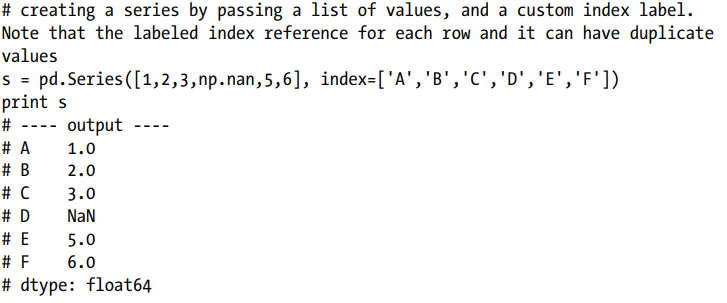 # creating a series by passing a list of values, and a custom index label.
Note that the labeled index reference for each row and it can have duplicate
values
s = pd.Series([1,2,3,np.nan,5,6], index=['A','B','C','D','E','F'])
print s
# ---- output ----
# A    1.0
# B    2.0
# C    3.0
# D    NaN
# E    5.0
# F    6.0
# dtype: float64